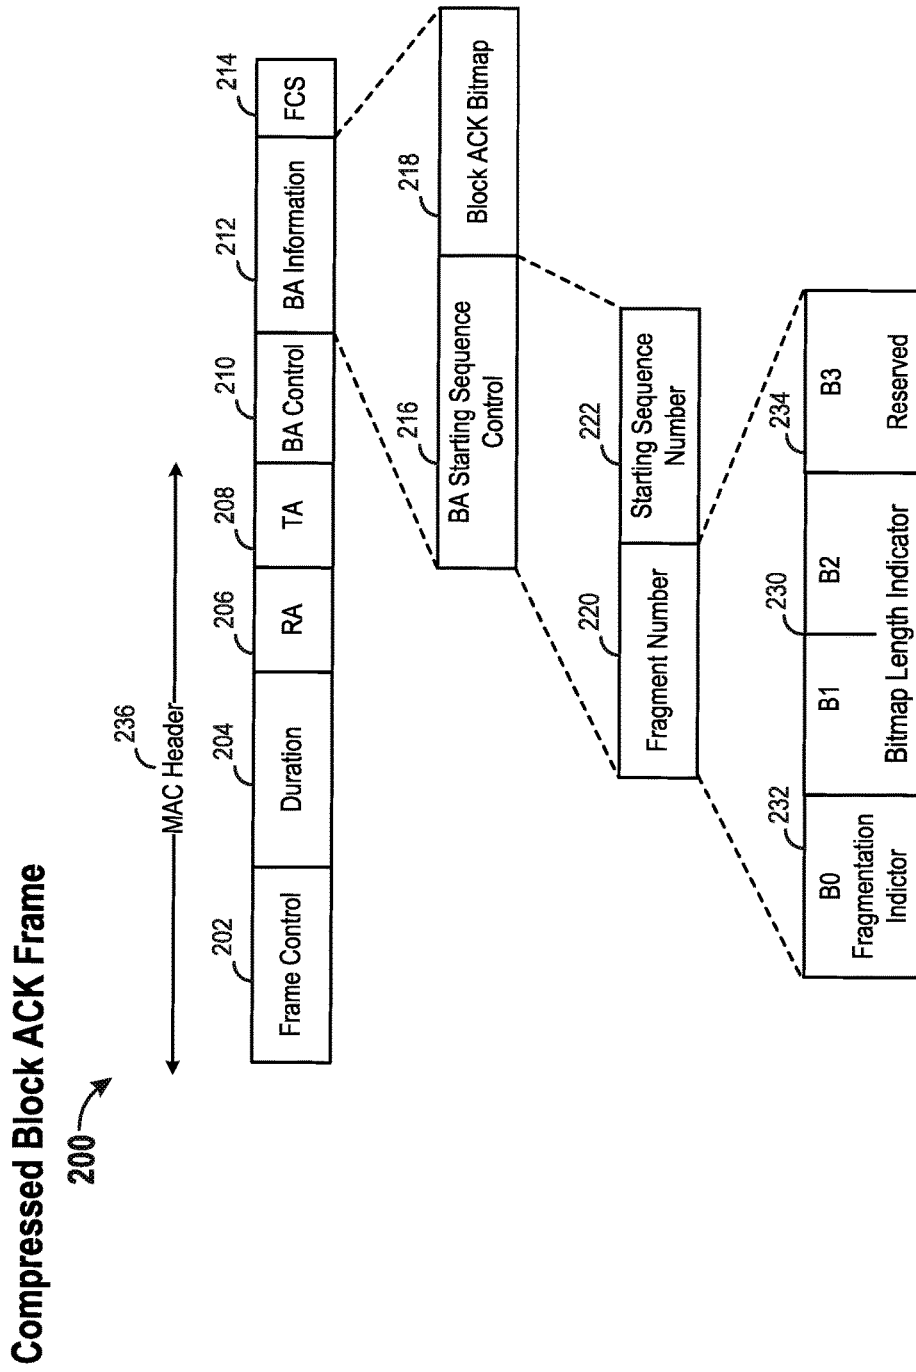 Compressed Block ACK Frame
200
236
MAC Header
202
204
206
208
210
212
214
Frame Control
Duration
RA
TA
BA Control
BA Information
FCS
216
218
BA Starting Sequence
Control
Block ACK Bitmap
220
222
Fragment Number
Starting Sequence
Number
232
230
234
B0
B1
B2
B3
Fragmentation
Indictor
Bitmap Length Indicator
Reserved